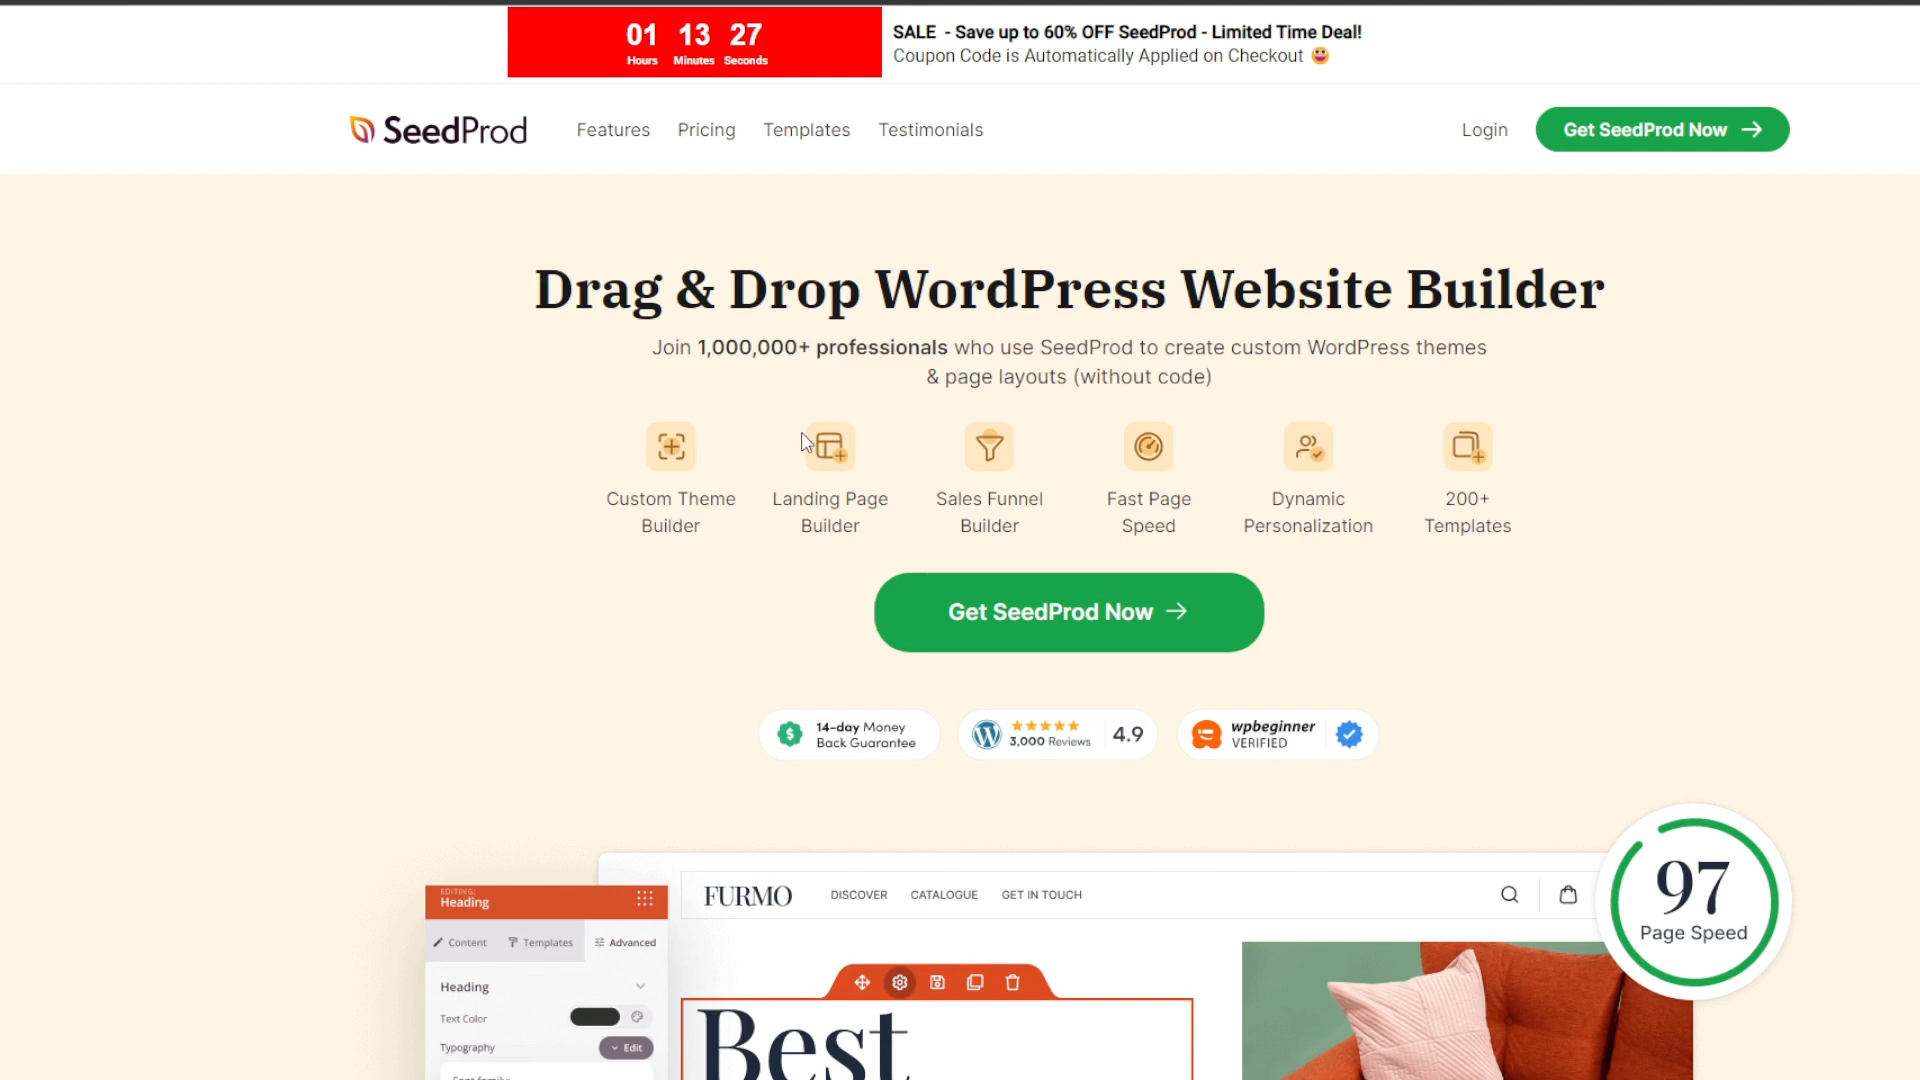 01 13 27
Hours Minutes Seconds
SALE - Save up to 60% OFF SeedProd - Limited Time Deal!
Coupon Code is Automatically Applied on Checkout
SeedProd
Features Pricing Templates Testimonials
Login
Get SeedProd Now
Drag & Drop WordPress Website Builder
Join 1,000,000+ professionals who use SeedProd to create custom WordPress themes
& page layouts (without code)
Custom Theme
Builder
Landing Page
Builder
Sales Funnel
Builder
Fast Page
Speed
Dynamic
Personalization
200+
Templates
Get SeedProd Now
14-day Money
Back Guarantee
3,000 Reviews
4.9
wpbeginner
VERIFIED
97
Page Speed
FURMO DISCOVER CATALOGUE GET IN TOUCH
EDITING:
Heading
Content Templates Advanced
Heading
Text Color
Typography
Edit
Best